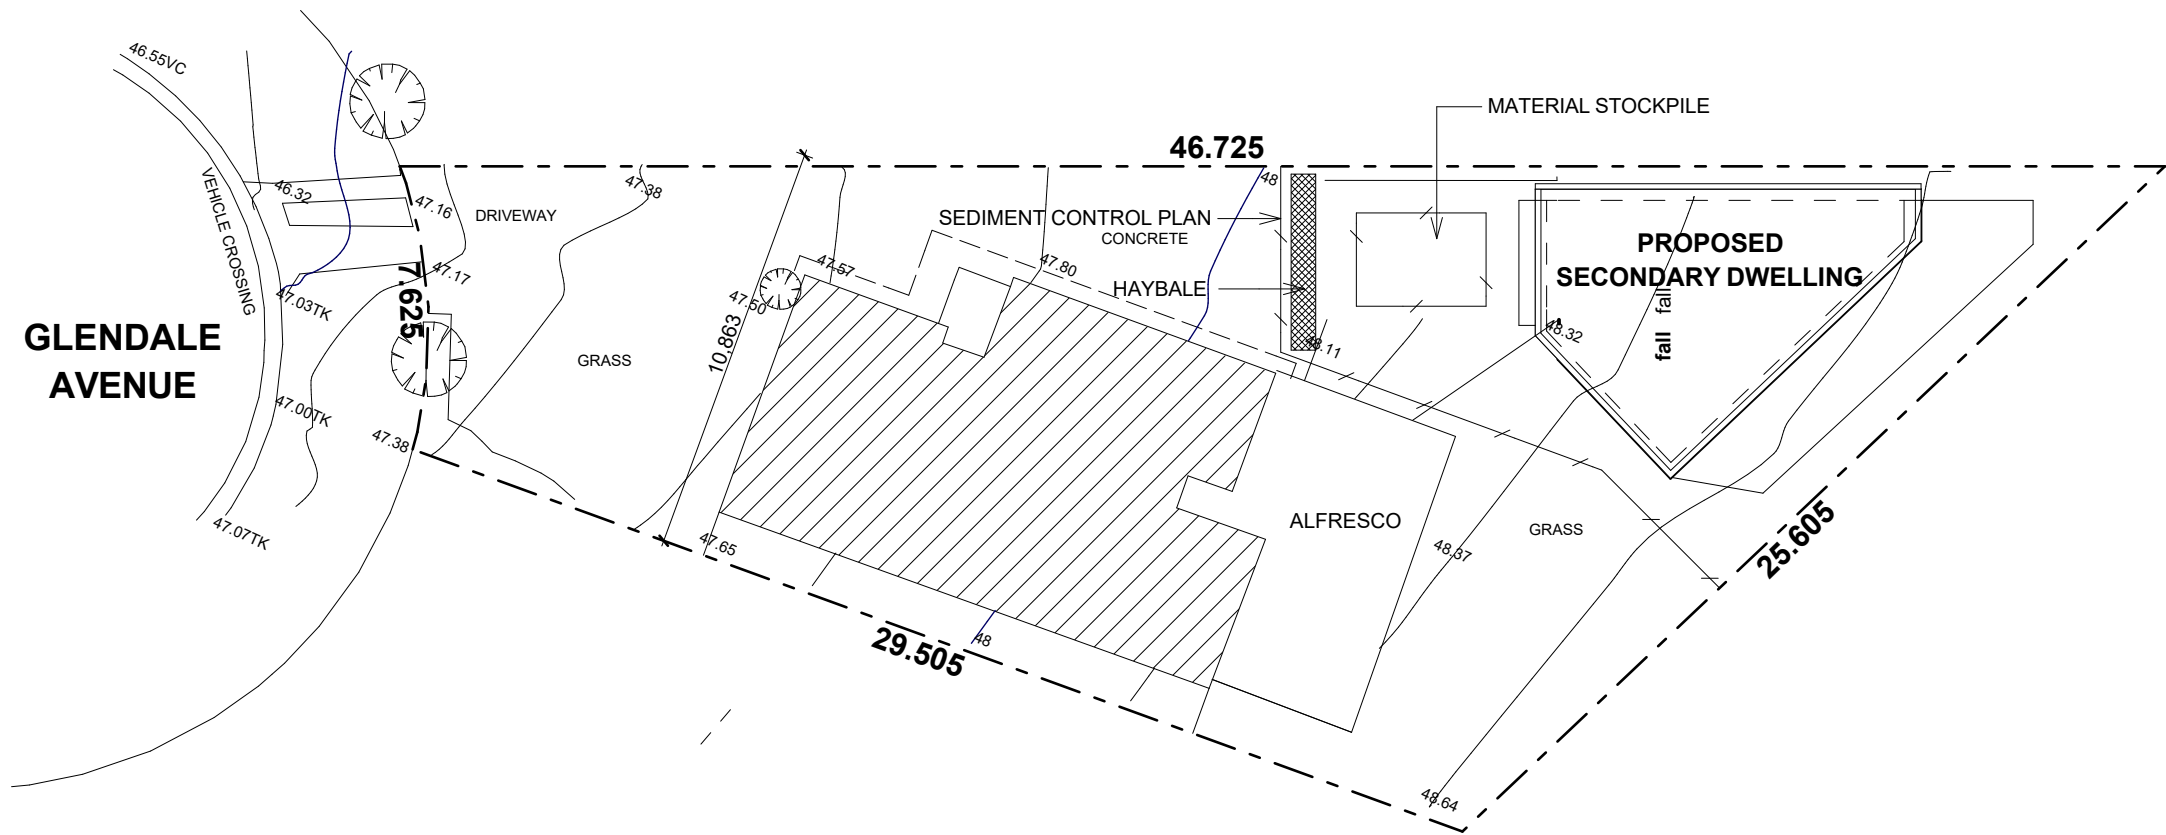 46.55VC
MATERIAL STOCKPILE
46.725
VEHICLE CROSSING
46.32
47.16
47.38
48
DRIVEWAY
SEDIMENT CONTROL PLAN
CONCRETE
PROPOSED
SECONDARY DWELLING
47.17
47.57
47.80
HAYBALE
47.03TK
7.625
47.50
fall
fall
48.32
GLENDALE
AVENUE
10,863
48.11
GRASS
47.00TK
47.38
ALFRESCO
GRASS
25.605
47.07TK
47.65
48.37
29.505
48
48.64